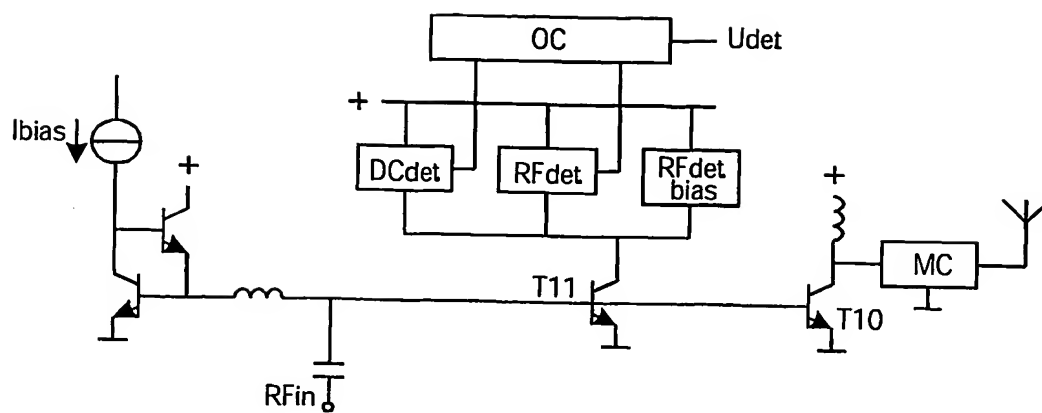 OC
Udet
+
Ibias
+
DCdet
RFdet
RFdet
bias
+
MC
T11
T10
RFin